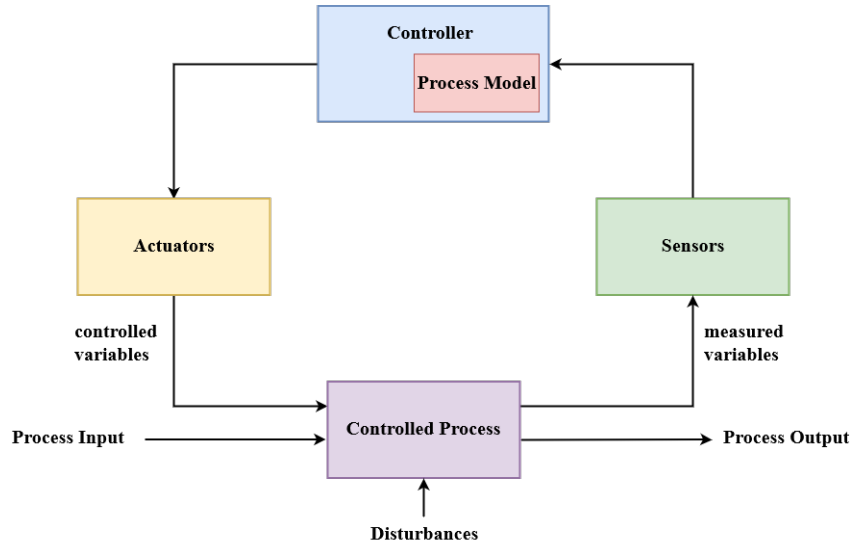 Controller
Process Model
Actuators
Sensors
controlled
variables
measured
variables
Process Input
Controlled Process
Process Output
Disturbances